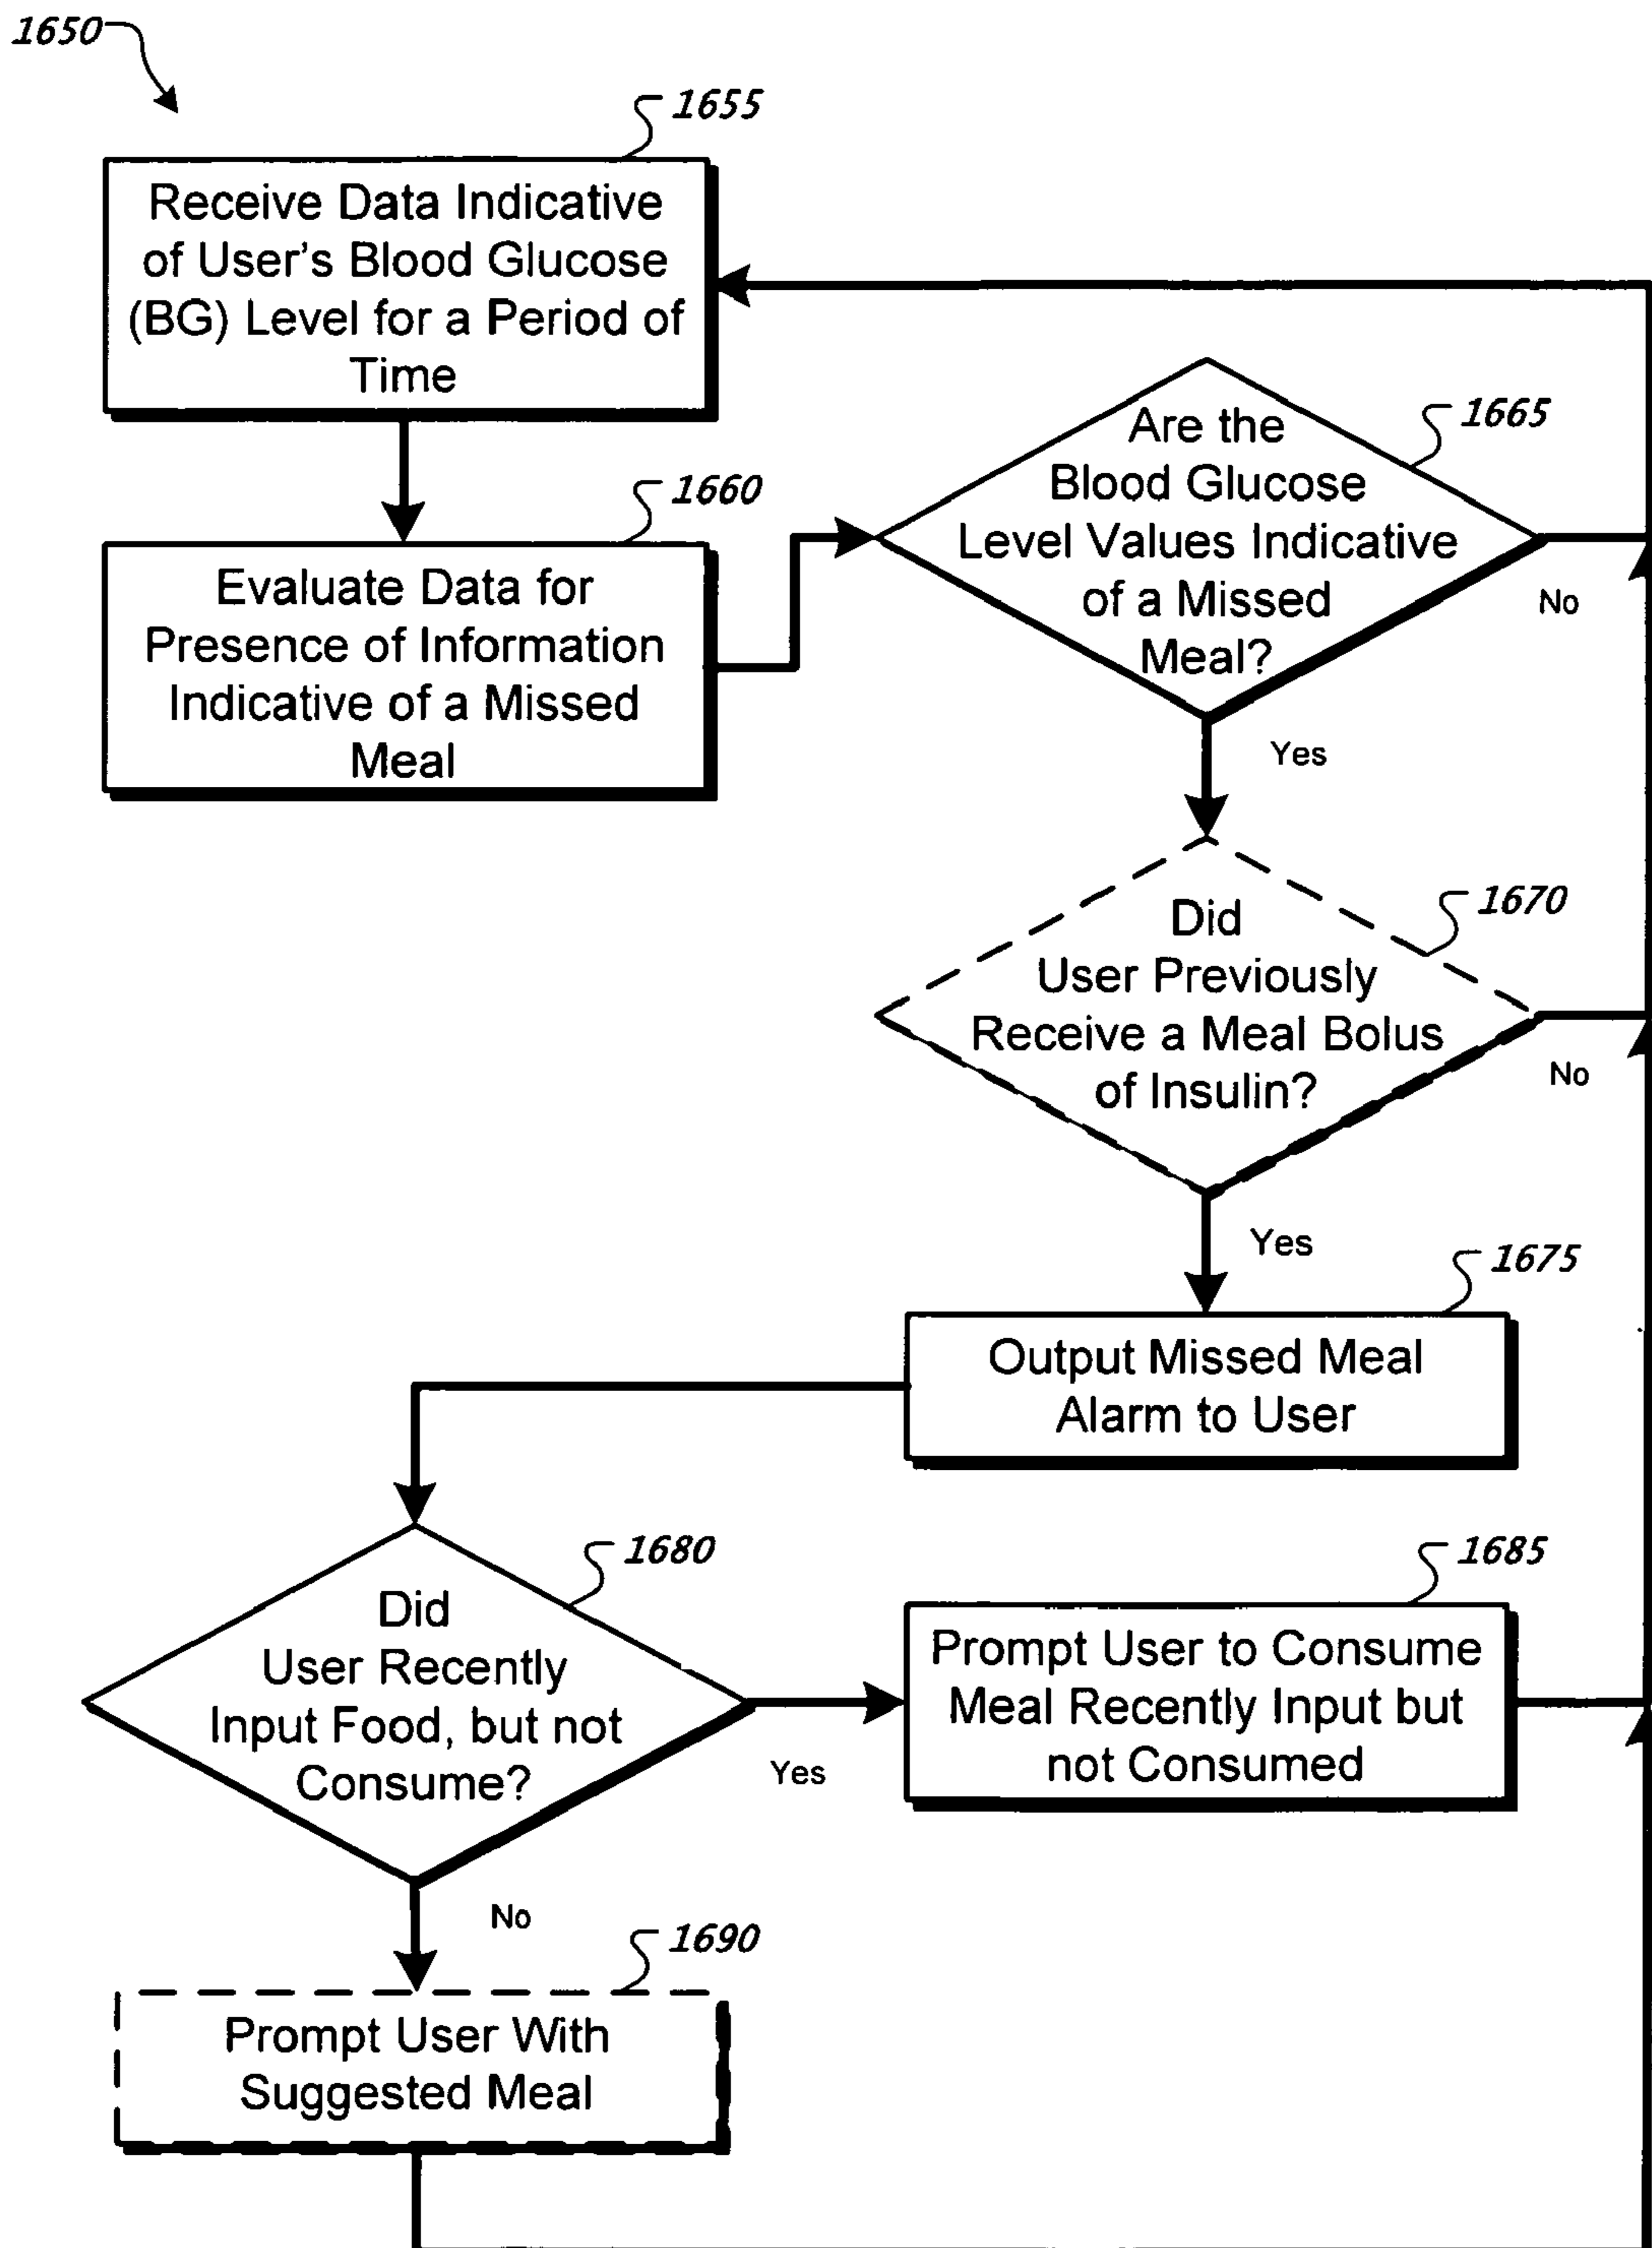 1650
1655
Receive Data Indicative
of User's Blood Glucose
(BG) Level for a Period of
Time
1660
Evaluate Data for
Presence of Information
Indicative of a Missed
Meal
1665
Are the
Blood Glucose
Level Values Indicative
of a Missed
Meal?
No
Yes
1670
Did
User Previously
Receive a Meal Bolus
of Insulin?
No
Yes
1675
Output Missed Meal
Alarm to User
1680
Did
User Recently
Input Food, but not
Consume?
Yes
No
1685
Prompt User to Consume
Meal Recently Input but
not Consumed
1690
Prompt User With
Suggested Meal